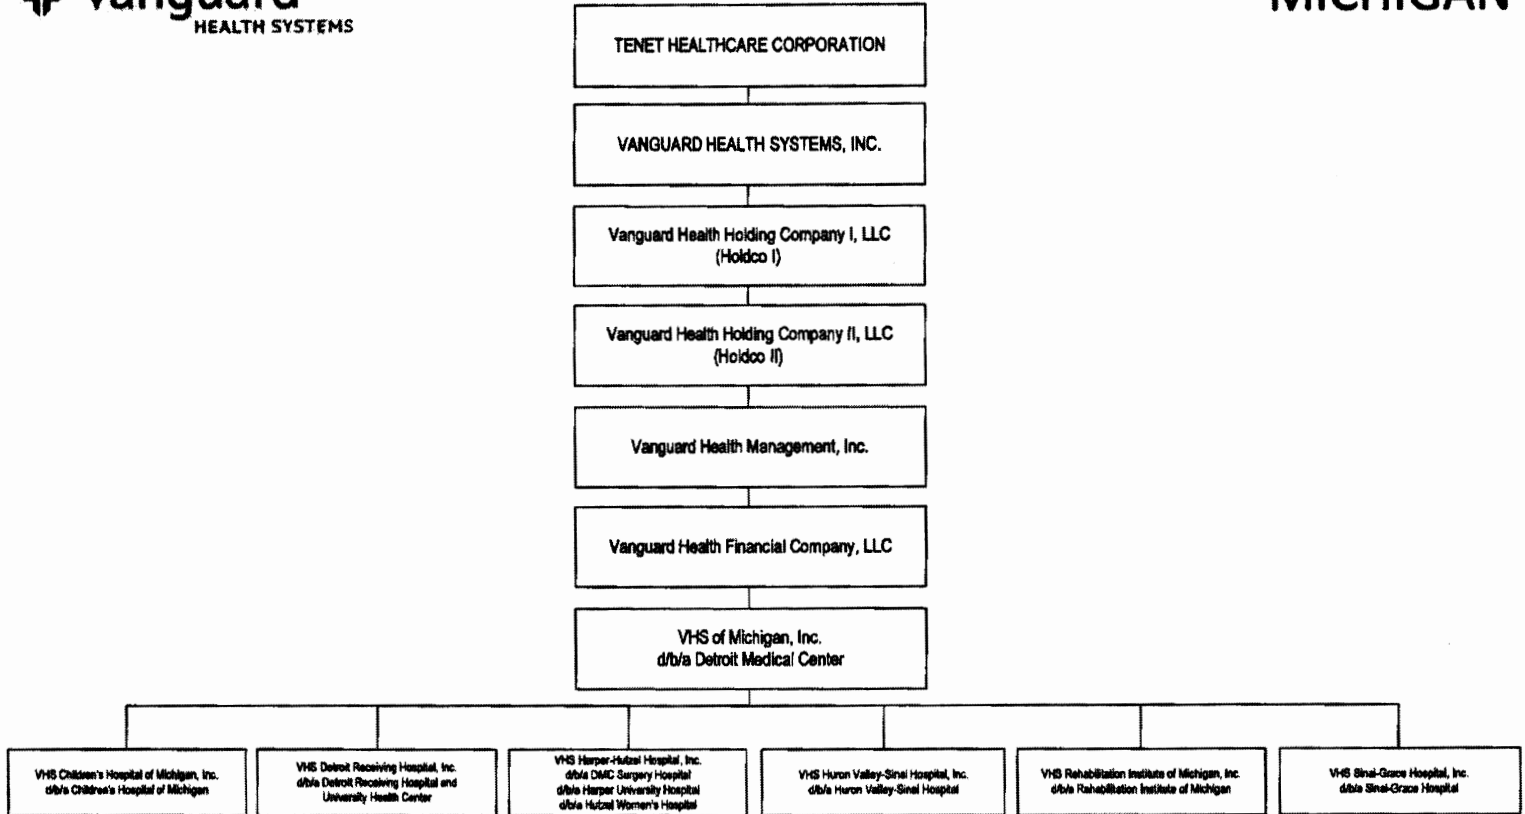 vanguard
HEALTH SYSTEMS
MICHIGAN
TENET HEALTHCARE CORPORATION
VANGUARD HEALTH SYSTEMS, INC.
Vanguard Health Holding Company I, LLC
(Holdco I)
Vanguard Health Holding Company II, LLC
(Holdco II)
Vanguard Health Management, Inc.
Vanguard Health Financial Company, LLC
VHS of Michigan, Inc.
d/b/a Detroit Medical Center
VHS Children's Hospital of Michigan, Inc.
d/b/a Children's Hospital of Michigan
VHS Detroit Receiving Hospital, Inc.
d/b/a Detroit Receiving Hospital and
University Health Center
VHS Harper-Hutzel Hospital, Inc.
d/b/a DMC Surgery Hospital
d/b/a Harper University Hospital
d/b/a Hutzel Women's Hospital
VHS Huron Valley-Sinai Hospital, Inc.
d/b/a Huron Valley-Sinai Hospital
VHS Rehabilitation Institute of Michigan, Inc.
d/b/a Rehabilitation Institute of Michigan
VHS Sinai-Grace Hospital, Inc.
d/b/a Sinai-Grace Hospital